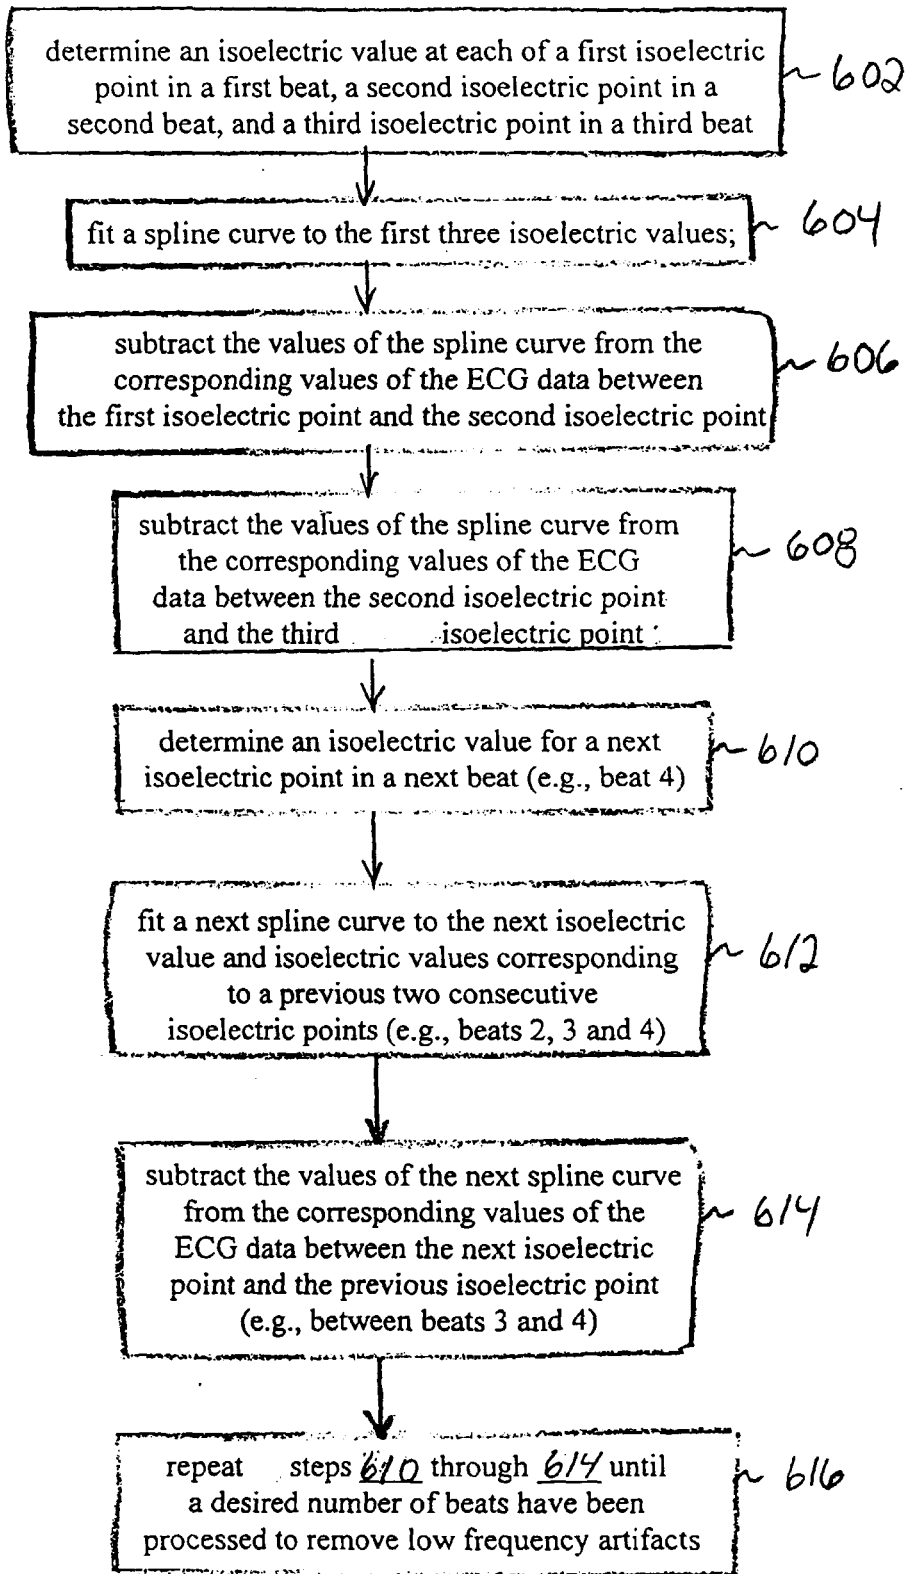 determine an isoelectric value at each of a first isoelectric
point in a first beat, a second isoelectric point in a
second beat, and a third isoelectric point in a third beat
602
fit a spline curve to the first three isoelectric values;
604
subtract the values of the spline curve from the
corresponding values of the ECG data between
the first isoelectric point and the second isoelectric point
606
subtract the values of the spline curve from
the corresponding values of the ECG
data between the second isoelectric point
and the third isoelectric point
608
determine an isoelectric value for a next
isoelectric point in a next beat (e.g., beat 4)
610
fit a next spline curve to the next isoelectric
value and isoelectric values corresponding
to a previous two consecutive
isoelectric points (e.g., beats 2, 3 and 4)
612
subtract the values of the next spline curve
from the corresponding values of the
ECG data between the next isoelectric
point and the previous isoelectric point
(e.g., between beats 3 and 4)
614
repeat steps 610 through 614 until
a desired number of beats have been
processed to remove low frequency artifacts
616